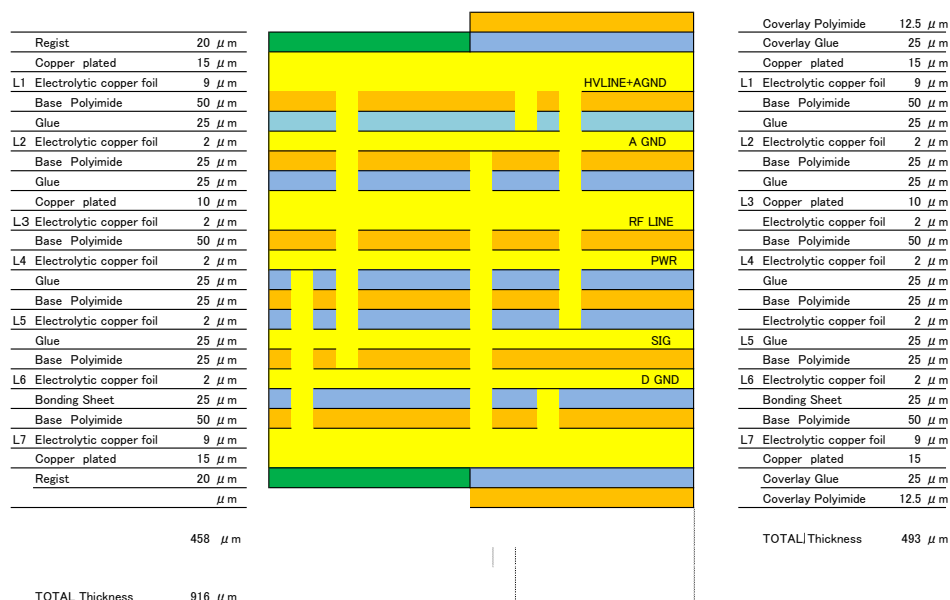 Regist 20 μm
Copper plated 15 μm
L1 Electrolytic copper foil 9 μm
Base Polyimide 50 μm
Glue 25 μm
L2 Electrolytic copper foil 2 μm
Base Polyimide 25 μm
Glue 25 μm
Copper plated 10 μm
L3 Electrolytic copper foil 2 μm
Base Polyimide 50 μm
L4 Electrolytic copper foil 2 μm
Glue 25 μm
Base Polyimide 25 μm
L5 Electrolytic copper foil 2 μm
Glue 25 μm
Base Polyimide 25 μm
L6 Electrolytic copper foil 2 μm
Bonding Sheet 25 μm
Base Polyimide 50 μm
L7 Electrolytic copper foil 9 μm
Copper plated 15 μm
Regist 20 μm
μm
458 μm
TOTAL Thickness 916 μm
HVLINE+AGND
A GND
RF LINE
PWR
SIG
D GND
Coverlay Polyimide 12.5 μm
Coverlay Glue 25 μm
Copper plated 15 μm
L1 Electrolytic copper foil 9 μm
Base Polyimide 50 μm
Glue 25 μm
L2 Electrolytic copper foil 2 μm
Base Polyimide 25 μm
Glue 25 μm
L3 Copper plated 10 μm
Electrolytic copper foil 2 μm
Base Polyimide 50 μm
L4 Electrolytic copper foil 2 μm
Glue 25 μm
Base Polyimide 25 μm
Electrolytic copper foil 2 μm
L5 Glue 25 μm
Base Polyimide 25 μm
L6 Electrolytic copper foil 2 μm
Bonding Sheet 25 μm
Base Polyimide 50 μm
L7 Electrolytic copper foil 9 μm
Copper plated 15
Coverlay Glue 25 μm
Coverlay Polyimide 12.5 μm
TOTAL Thickness 493 μm